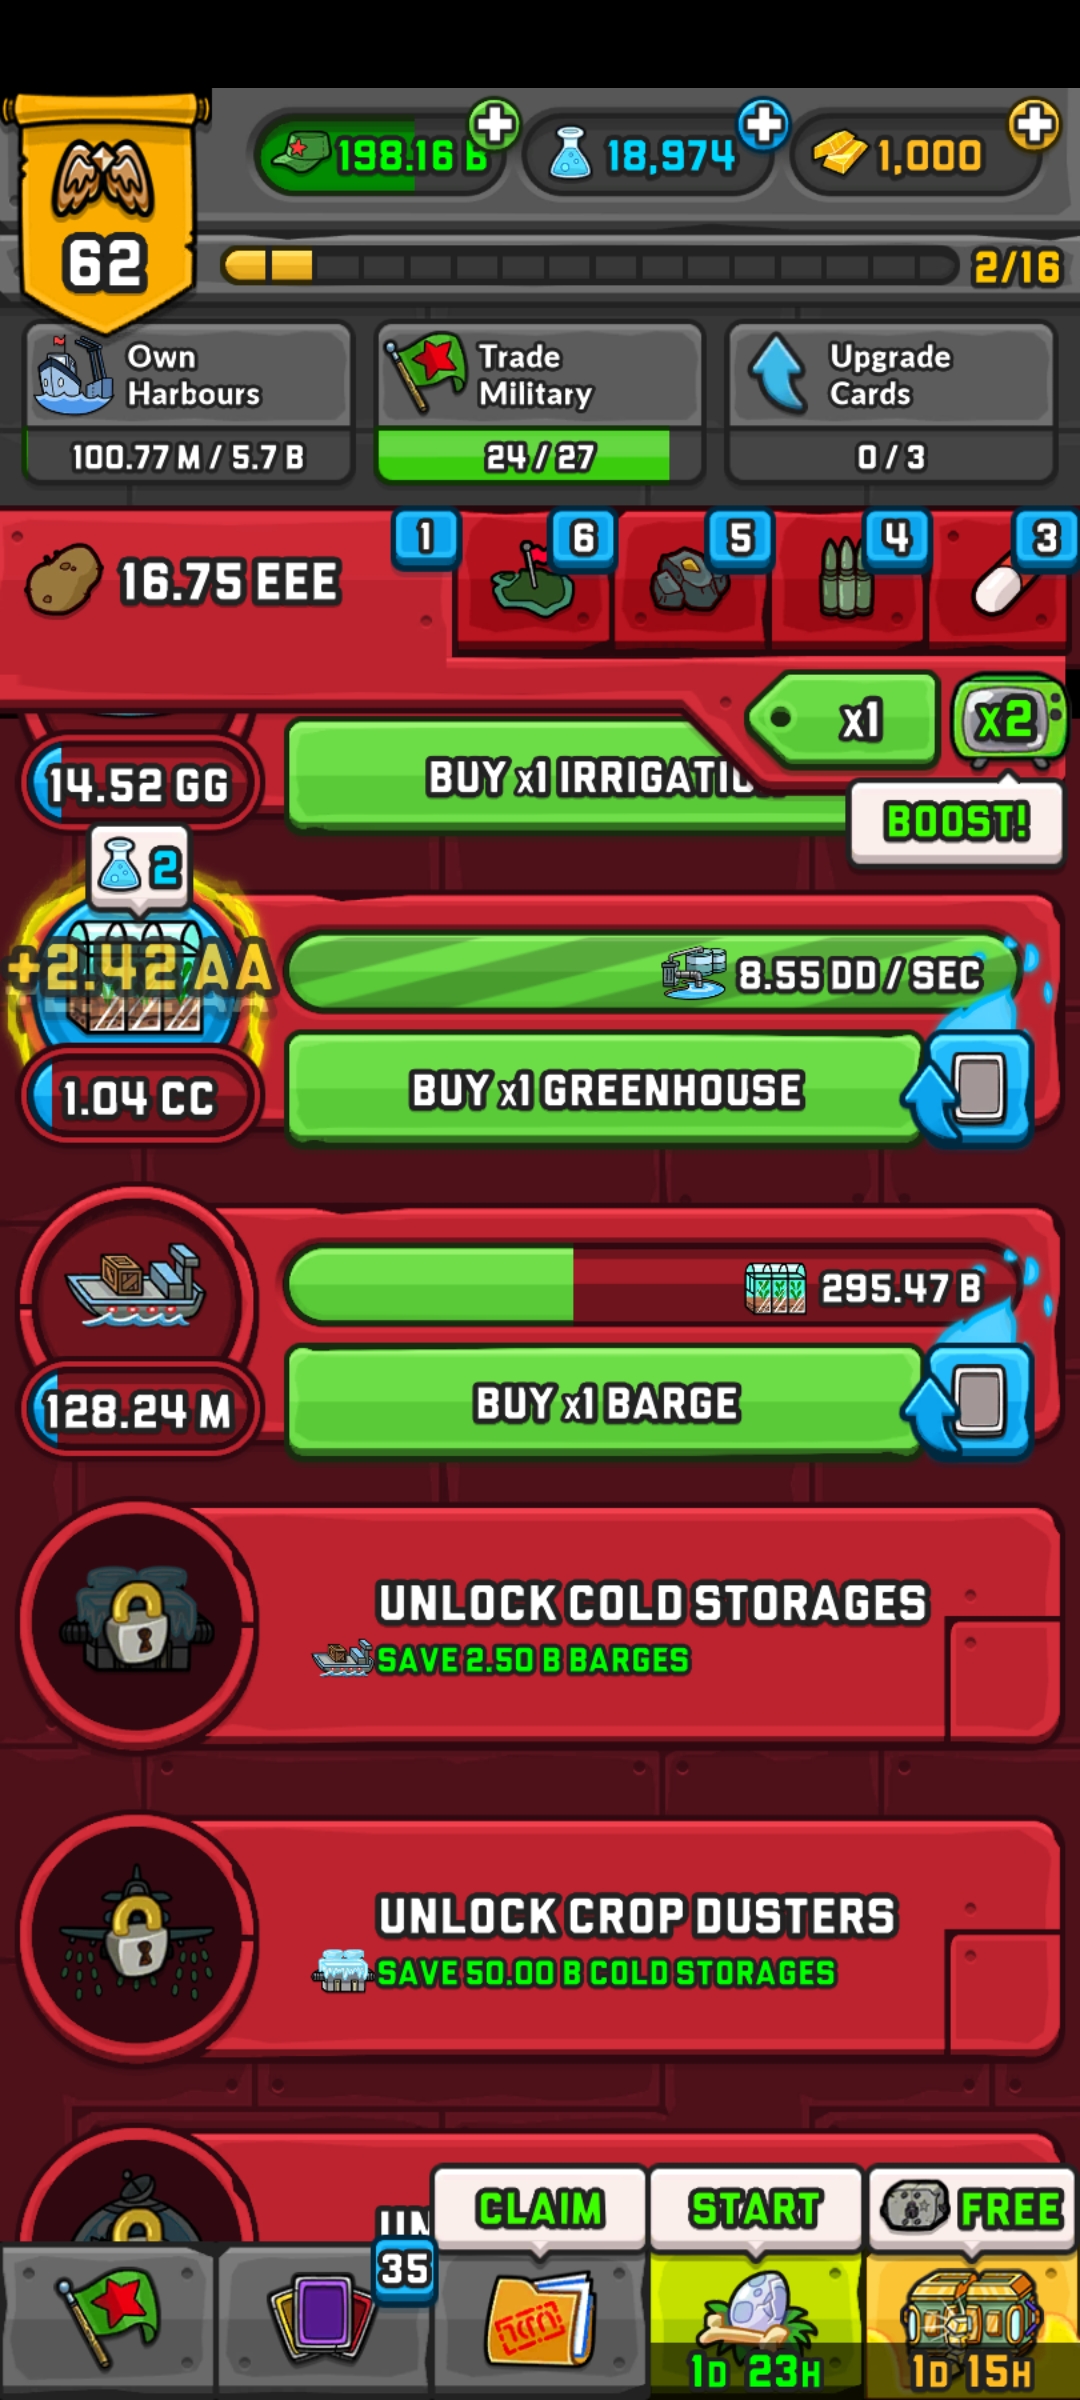 198.16 B
18,974
1,000
62
2/16
Own
Harbours
100.77 M / 5.7 B
Trade
Military
24 / 27
Upgrade
Cards
0 / 3
16.75 EEE
1
6
5
4
3
x1
x2
BOOST!
14.52 GG
BUY x1 IRRIGATIO
2
+2.42 AA
8.55 DD / SEC
1.04 CC
BUY x1 GREENHOUSE
295.47 B
128.24 M
BUY x1 BARGE
UNLOCK COLD STORAGES
SAVE 2.50 B BARGES
UNLOCK CROP DUSTERS
SAVE 50.00 B COLD STORAGES
UN
CLAIM
START
FREE
35
1D 23H
1D 15H